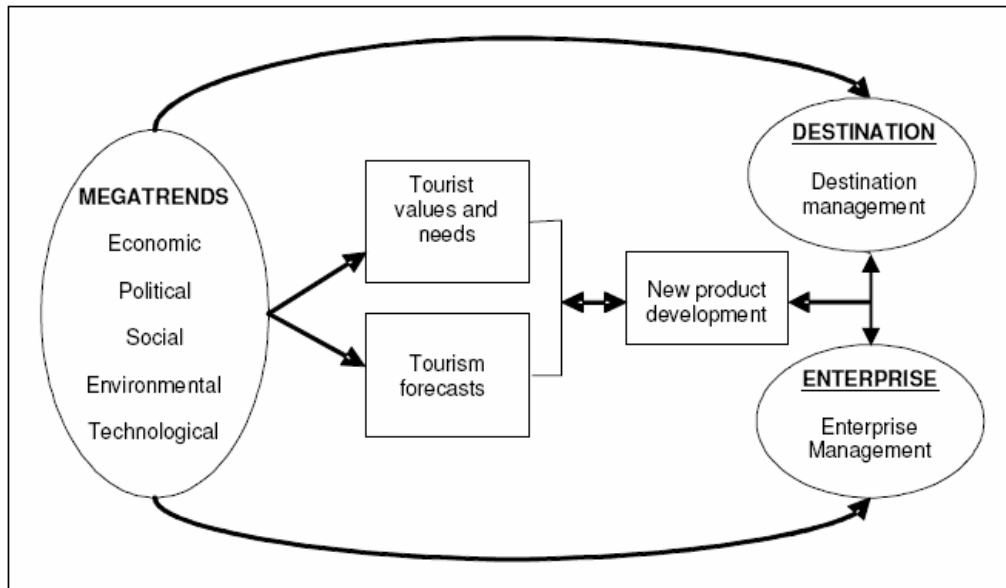 MEGATRENDS
Economic
Political
Social
Environmental
Technological
Tourist
values and
needs
Tourism
forecasts
New product
development
DESTINATION
Destination
management
ENTERPRISE
Enterprise
Management